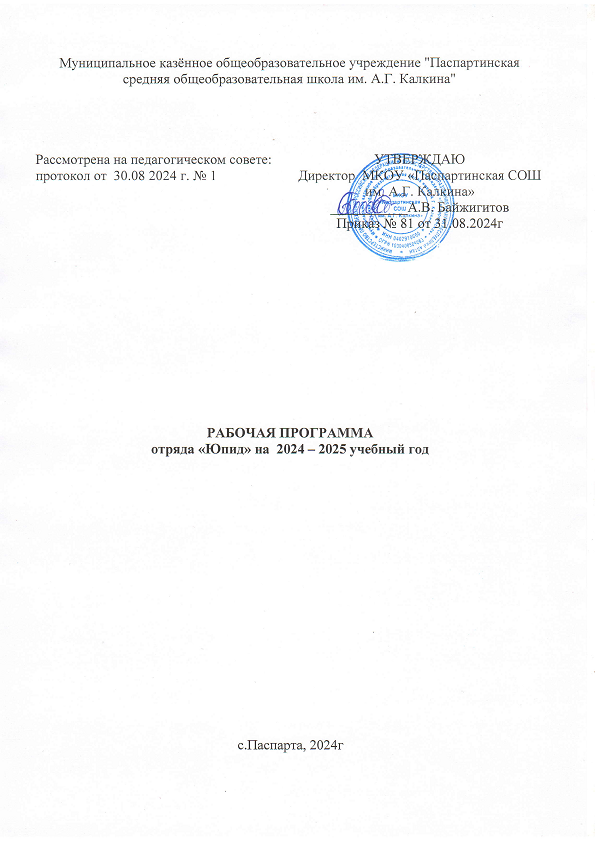 Муниципальное казённое общеобразовательное учреждение "Паспартинская
средняя общеобразовательная школа им. А.Г. Калкина"
Рассмотрена на педагогическом совете:
протокол от 30.08 2024 г. № 1
УТВЕРЖДАЮ
Директор МКОУ «Паспартинская СОШ
им. А.Г. Калкина»
А.В. Байжигитов
Приказ № 81 от 31.08.2024г
РАБОЧАЯ ПРОГРАММА
отряда «Юпид» на 2024 – 2025 учебный год
с.Паспарта, 2024г